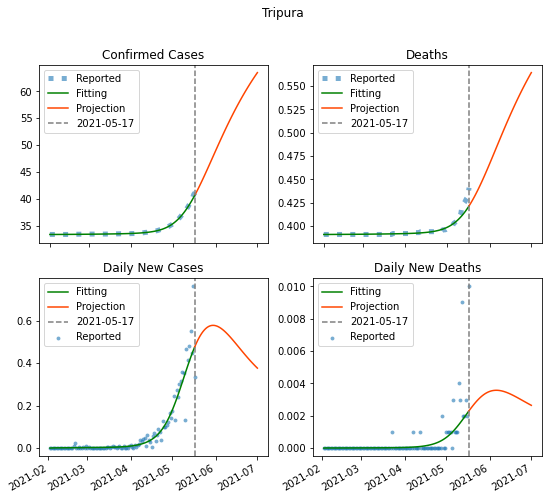 Tripura
Confirmed Cases
Reported
Fitting
Projection
2021-05-17
60
55
50
45
40
35
Deaths
Reported
Fitting
Projection
2021-05-17
0.550
0.525
0.500
0.475
0.450
0.425
0.400
Daily New Cases
Fitting
Projection
2021-05-17
Reported
0.6
0.4
0.2
0.0
2021-02
2021-03
2021-04
2021-05
2021-06
2021-07
Daily New Deaths
Fitting
Projection
2021-05-17
Reported
0.010
0.008
0.006
0.004
0.002
0.000
2021-02
2021-03
2021-04
2021-05
2021-06
2021-07